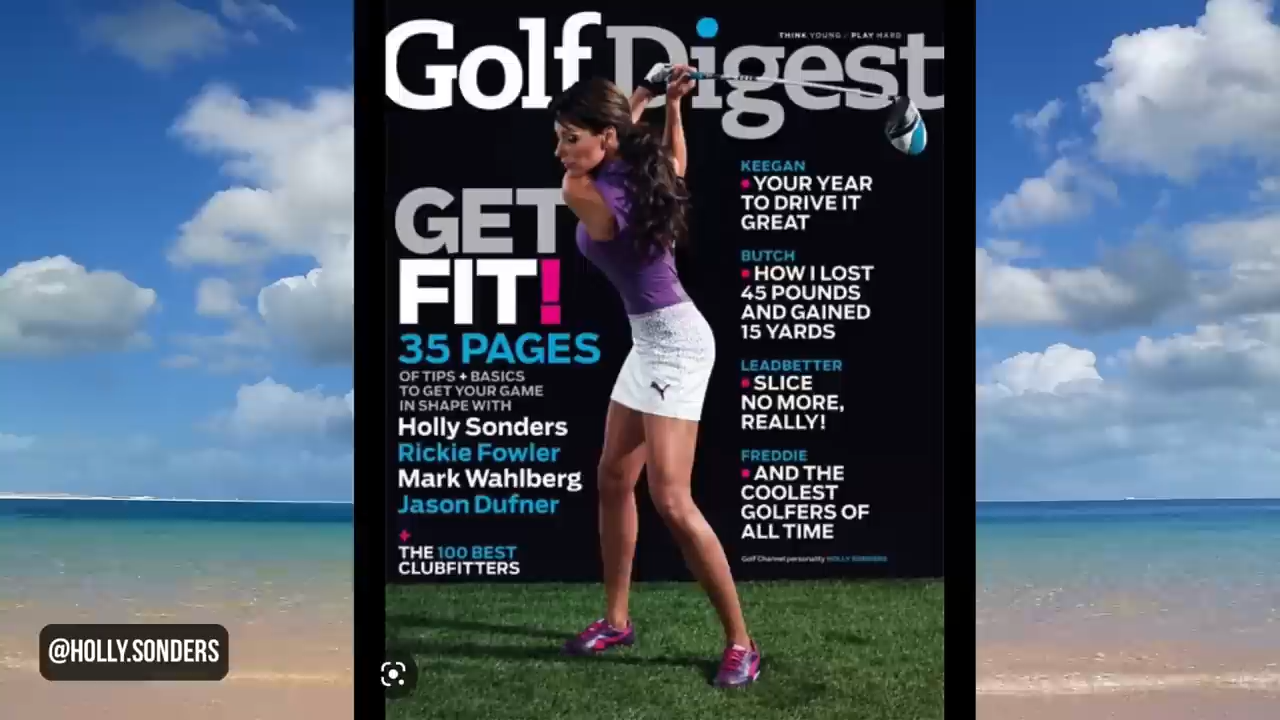 GolfDigest
THINK YOUNG / PLAY HARD
GET
FIT!
35 PAGES
OF TIPS + BASICS
TO GET YOUR GAME
IN SHAPE WITH
Holly Sonders
Rickie Fowler
Mark Wahlberg
Jason Dufner
+
THE 100 BEST
CLUBFITTERS
KEEGAN
• YOUR YEAR
TO DRIVE IT
GREAT
BUTCH
• HOW I LOST
45 POUNDS
AND GAINED
15 YARDS
LEADBETTER
• SLICE
NO MORE,
REALLY!
FREDDIE
• AND THE
COOLEST
GOLFERS OF
ALL TIME
Golf Channel personality HOLLY SONDERS
@HOLLY.SONDERS